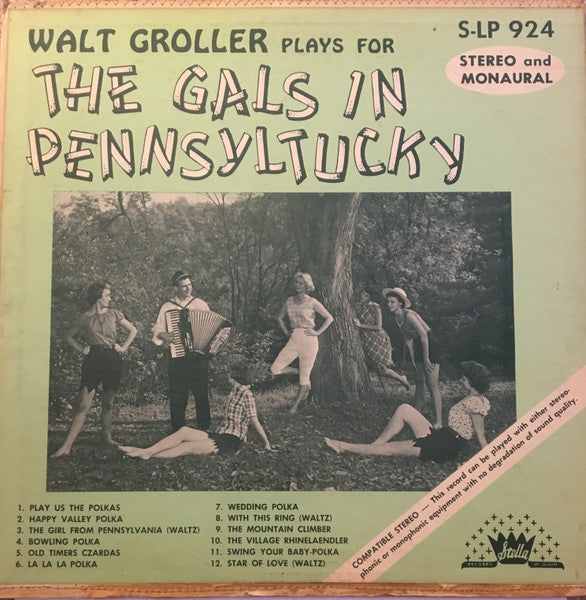 WALT GROLLER PLAYS FOR
THE GALS IN
PENNSYLTUCKY
S-LP 924
STEREO and
MONAURAL
1. PLAY US THE POLKAS
2. HAPPY VALLEY POLKA
3. THE GIRL FROM PENNSYLVANIA (WALTZ)
4. BOWLING POLKA
5. OLD TIMERS CZARDAS
6. LA LA LA POLKA
7. WEDDING POLKA
8. WITH THIS RING (WALTZ)
9. THE MOUNTAIN CLIMBER
10. THE VILLAGE RHINELAENDLER
11. SWING YOUR BABY-POLKA
12. STAR OF LOVE (WALTZ)
COMPATIBLE STEREO — This record can be played with either stereo-
phonic or monophonic equipment with no degradation of sound quality.
Stella
RECORDS OF QUALITY